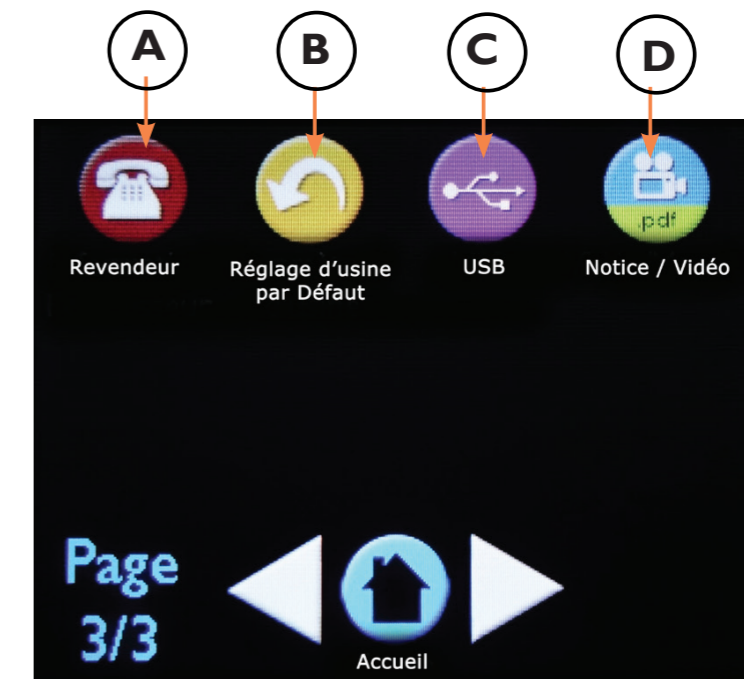 A B C D
.pdf
Revendeur
Réglage d'usine
par Défaut
USB
Notice / Vidéo
Page
3/3
Accueil